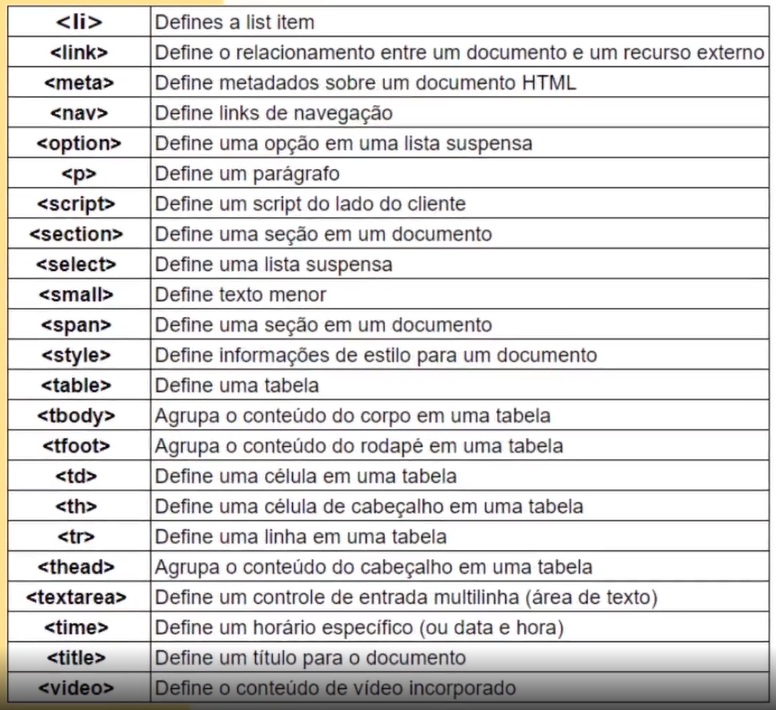 <li> Defines a list item
<link> Define o relacionamento entre um documento e um recurso externo
<meta> Define metadados sobre um documento HTML
<nav> Define links de navegação
<option> Define uma opção em uma lista suspensa
<p> Define um parágrafo
<script> Define um script do lado do cliente
<section> Define uma seção em um documento
<select> Define uma lista suspensa
<small> Define texto menor
<span> Define uma seção em um documento
<style> Define informações de estilo para um documento
<table> Define uma tabela
<tbody> Agrupa o conteúdo do corpo em uma tabela
<tfoot> Agrupa o conteúdo do rodapé em uma tabela
<td> Define uma célula em uma tabela
<th> Define uma célula de cabeçalho em uma tabela
<tr> Define uma linha em uma tabela
<thead> Agrupa o conteúdo do cabeçalho em uma tabela
<textarea> Define um controle de entrada multilinha (área de texto)
<time> Define um horário específico (ou data e hora)
<title> Define um título para o documento
<video> Define o conteúdo de vídeo incorporado